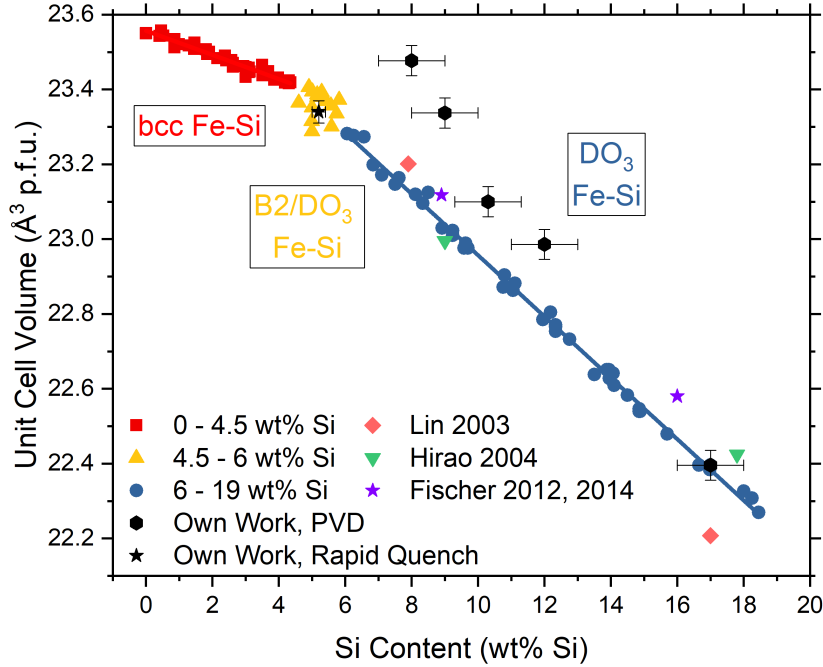 23.6
23.4
23.2
23.0
22.8
22.6
22.4
22.2
Unit Cell Volume (Å³ p.f.u.)
bcc Fe-Si
B2/DO₃
Fe-Si
DO₃
Fe-Si
0 - 4.5 wt% Si
4.5 - 6 wt% Si
6 - 19 wt% Si
Own Work, PVD
Own Work, Rapid Quench
Lin 2003
Hirao 2004
Fischer 2012, 2014
0 2 4 6 8 10 12 14 16 18 20
Si Content (wt% Si)